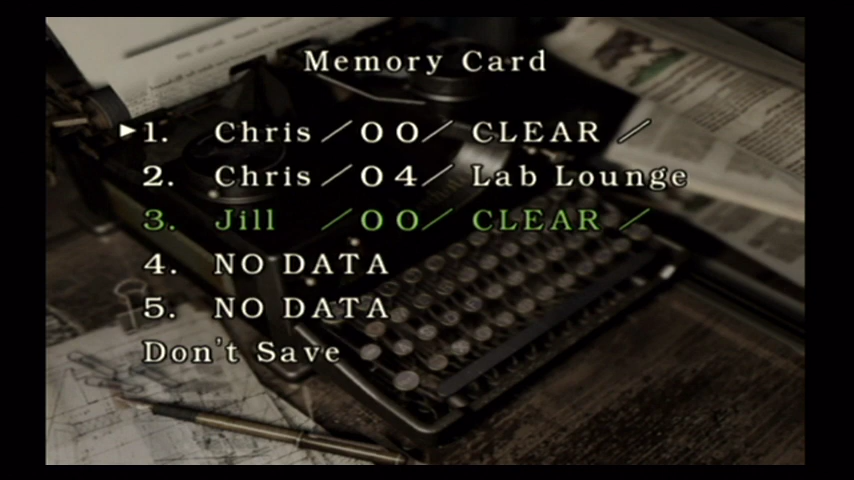 Memory Card
►1. Chris ／00／ CLEAR ／
2. Chris ／04／ Lab Lounge
3. Jill ／00／ CLEAR ／
4. NO DATA
5. NO DATA
Don't Save